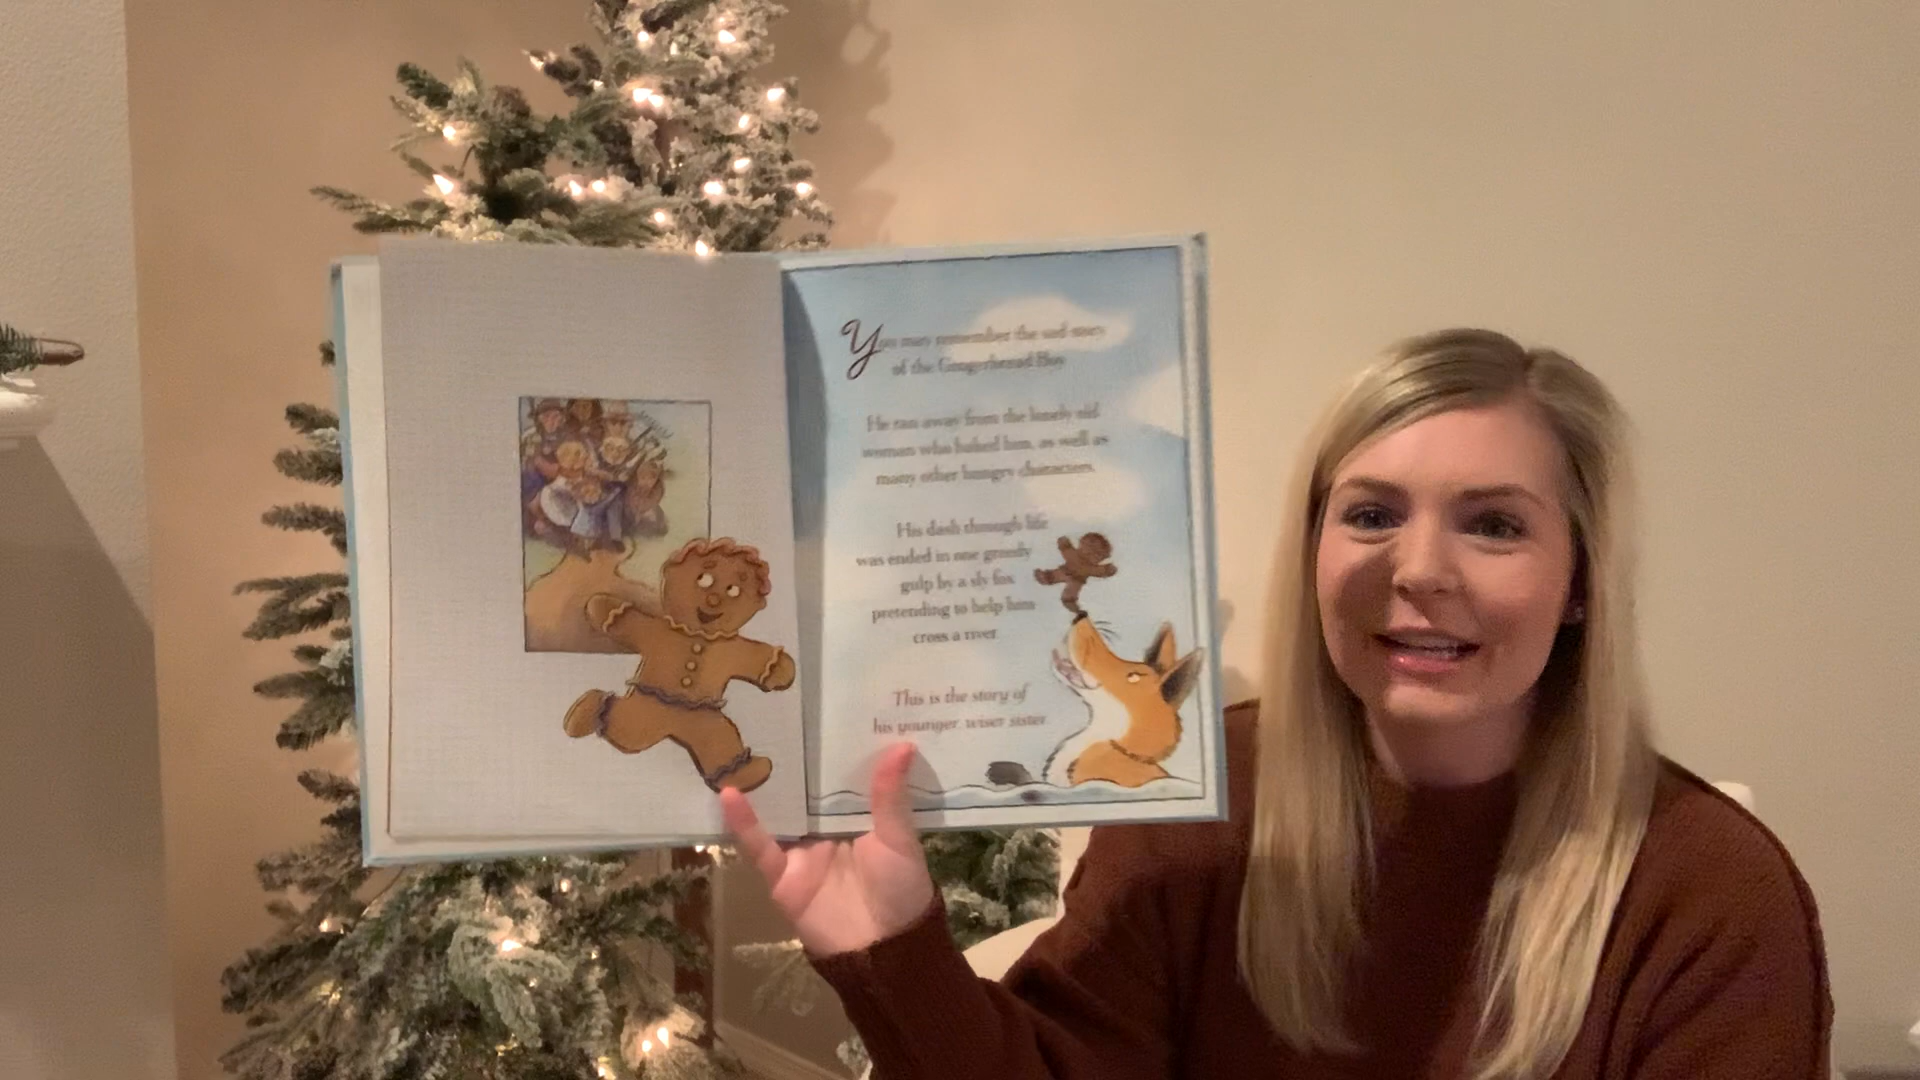 You may remember the sad story
of the Gingerbread Boy.
He ran away from the lonely old
woman who baked him, as well as
many other hungry characters.
His dash through life
was ended in one greedy
gulp by a sly fox
pretending to help him
cross a river.
This is the story of
his younger, wiser sister.